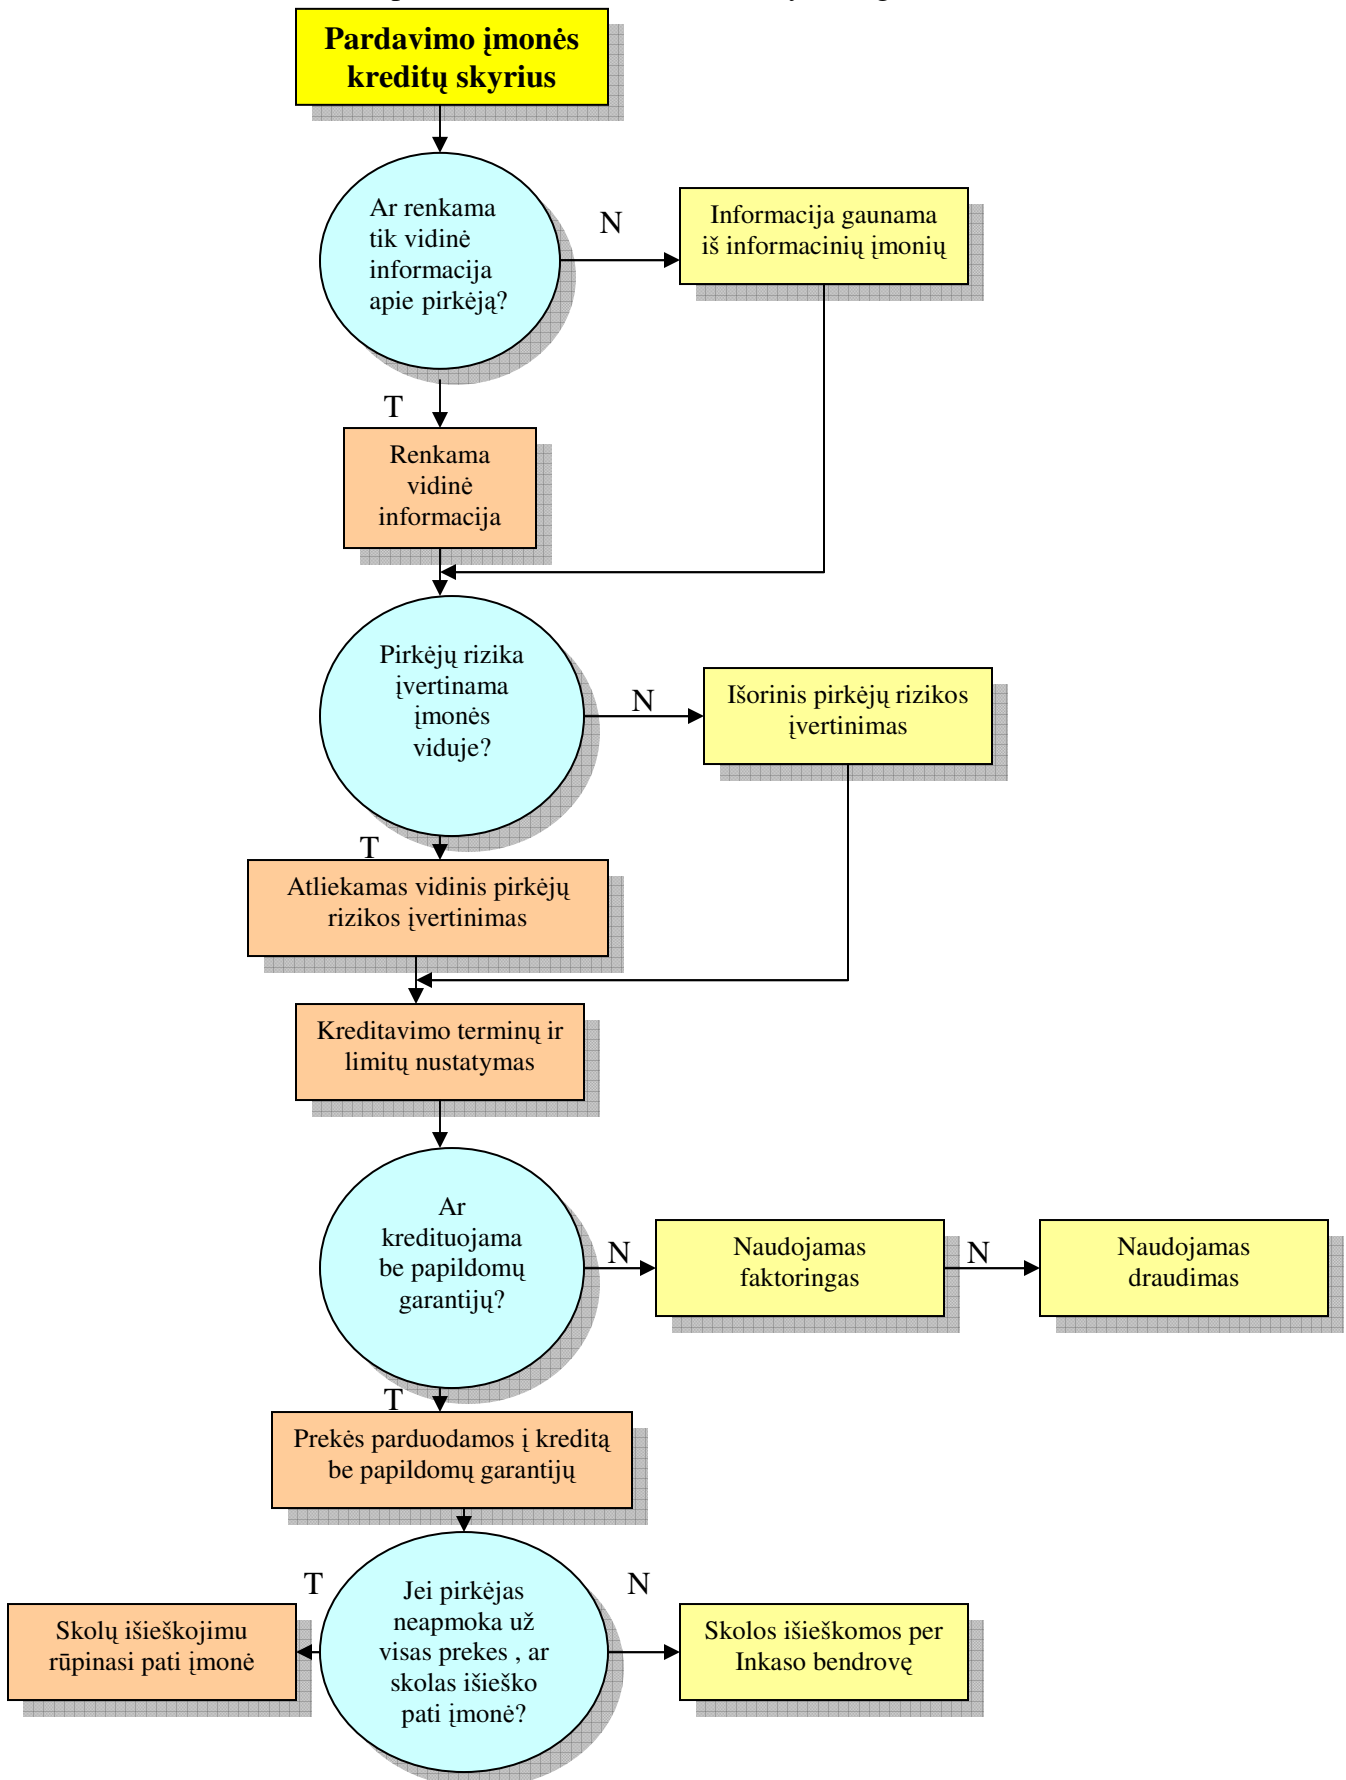 Pardavimo įmonės
kreditų skyrius
Ar renkama
tik vidinė
informacija
apie pirkėją?
N
Informacija gaunama
iš informacinių įmonių
T
Renkama
vidinė
informacija
Pirkėjų rizika
įvertinama
įmonės
viduje?
N
Išorinis pirkėjų rizikos
įvertinimas
T
Atliekamas vidinis pirkėjų
rizikos įvertinimas
Kreditavimo terminų ir
limitų nustatymas
Ar
kredituojama
be papildomų
garantijų?
N
Naudojamas
faktoringas
N
Naudojamas
draudimas
T
Prekės parduodamos į kreditą
be papildomų garantijų
T
Jei pirkėjas
neapmoka už
visas prekes , ar
skolas išieško
pati įmonė?
N
Skolų išieškojimu
rūpinasi pati įmonė
Skolos išieškomos per
Inkaso bendrovę